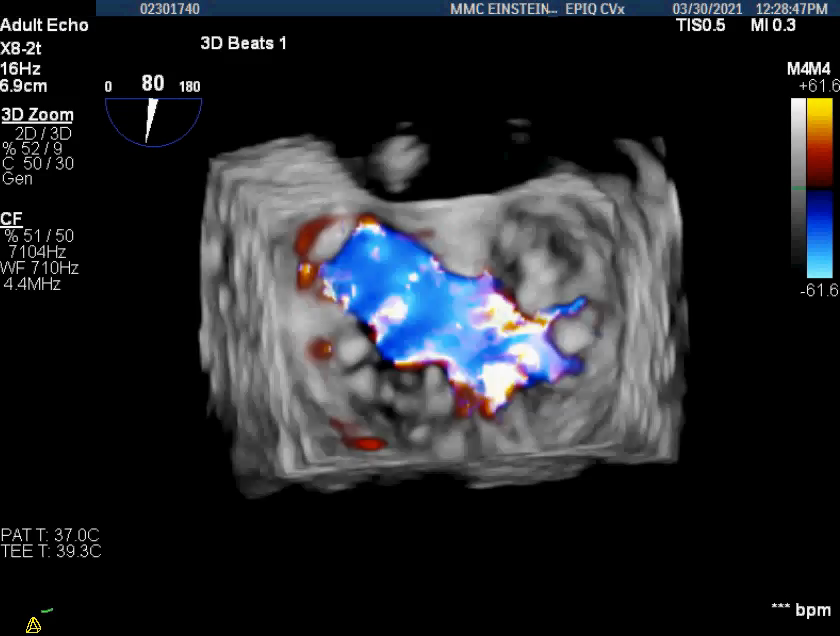 02301740 MMC EINSTEIN... EPIQ CVx 03/30/2021 12:28:47PM
Adult Echo TIS0.5 MI 0.3
X8-2t
3D Beats 1
16Hz
6.9cm
M4M4
+61.6
0 80 180
3D Zoom
2D / 3D
% 52 / 9
C 50 / 30
Gen
CF
% 51 / 50
7104Hz
WF 710Hz
4.4MHz
-61.6
PAT T: 37.0C
TEE T: 39.3C
*** bpm